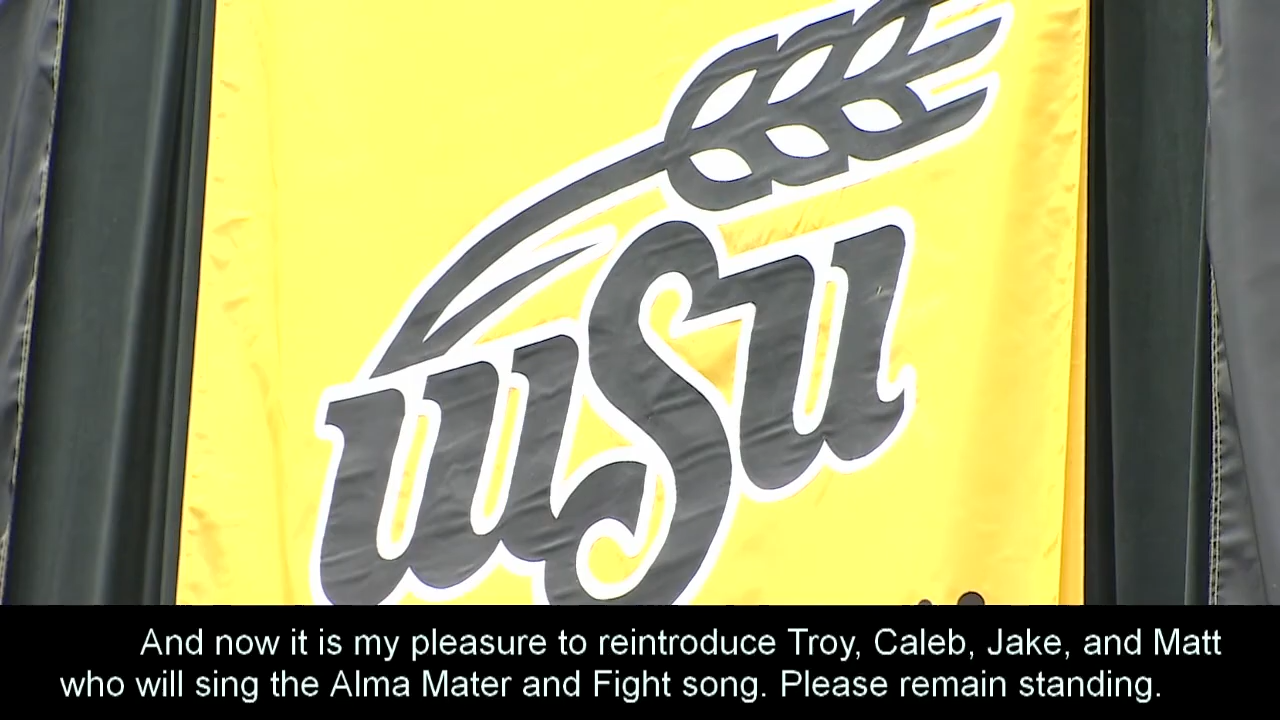 wsu
And now it is my pleasure to reintroduce Troy, Caleb, Jake, and Matt
who will sing the Alma Mater and Fight song. Please remain standing.